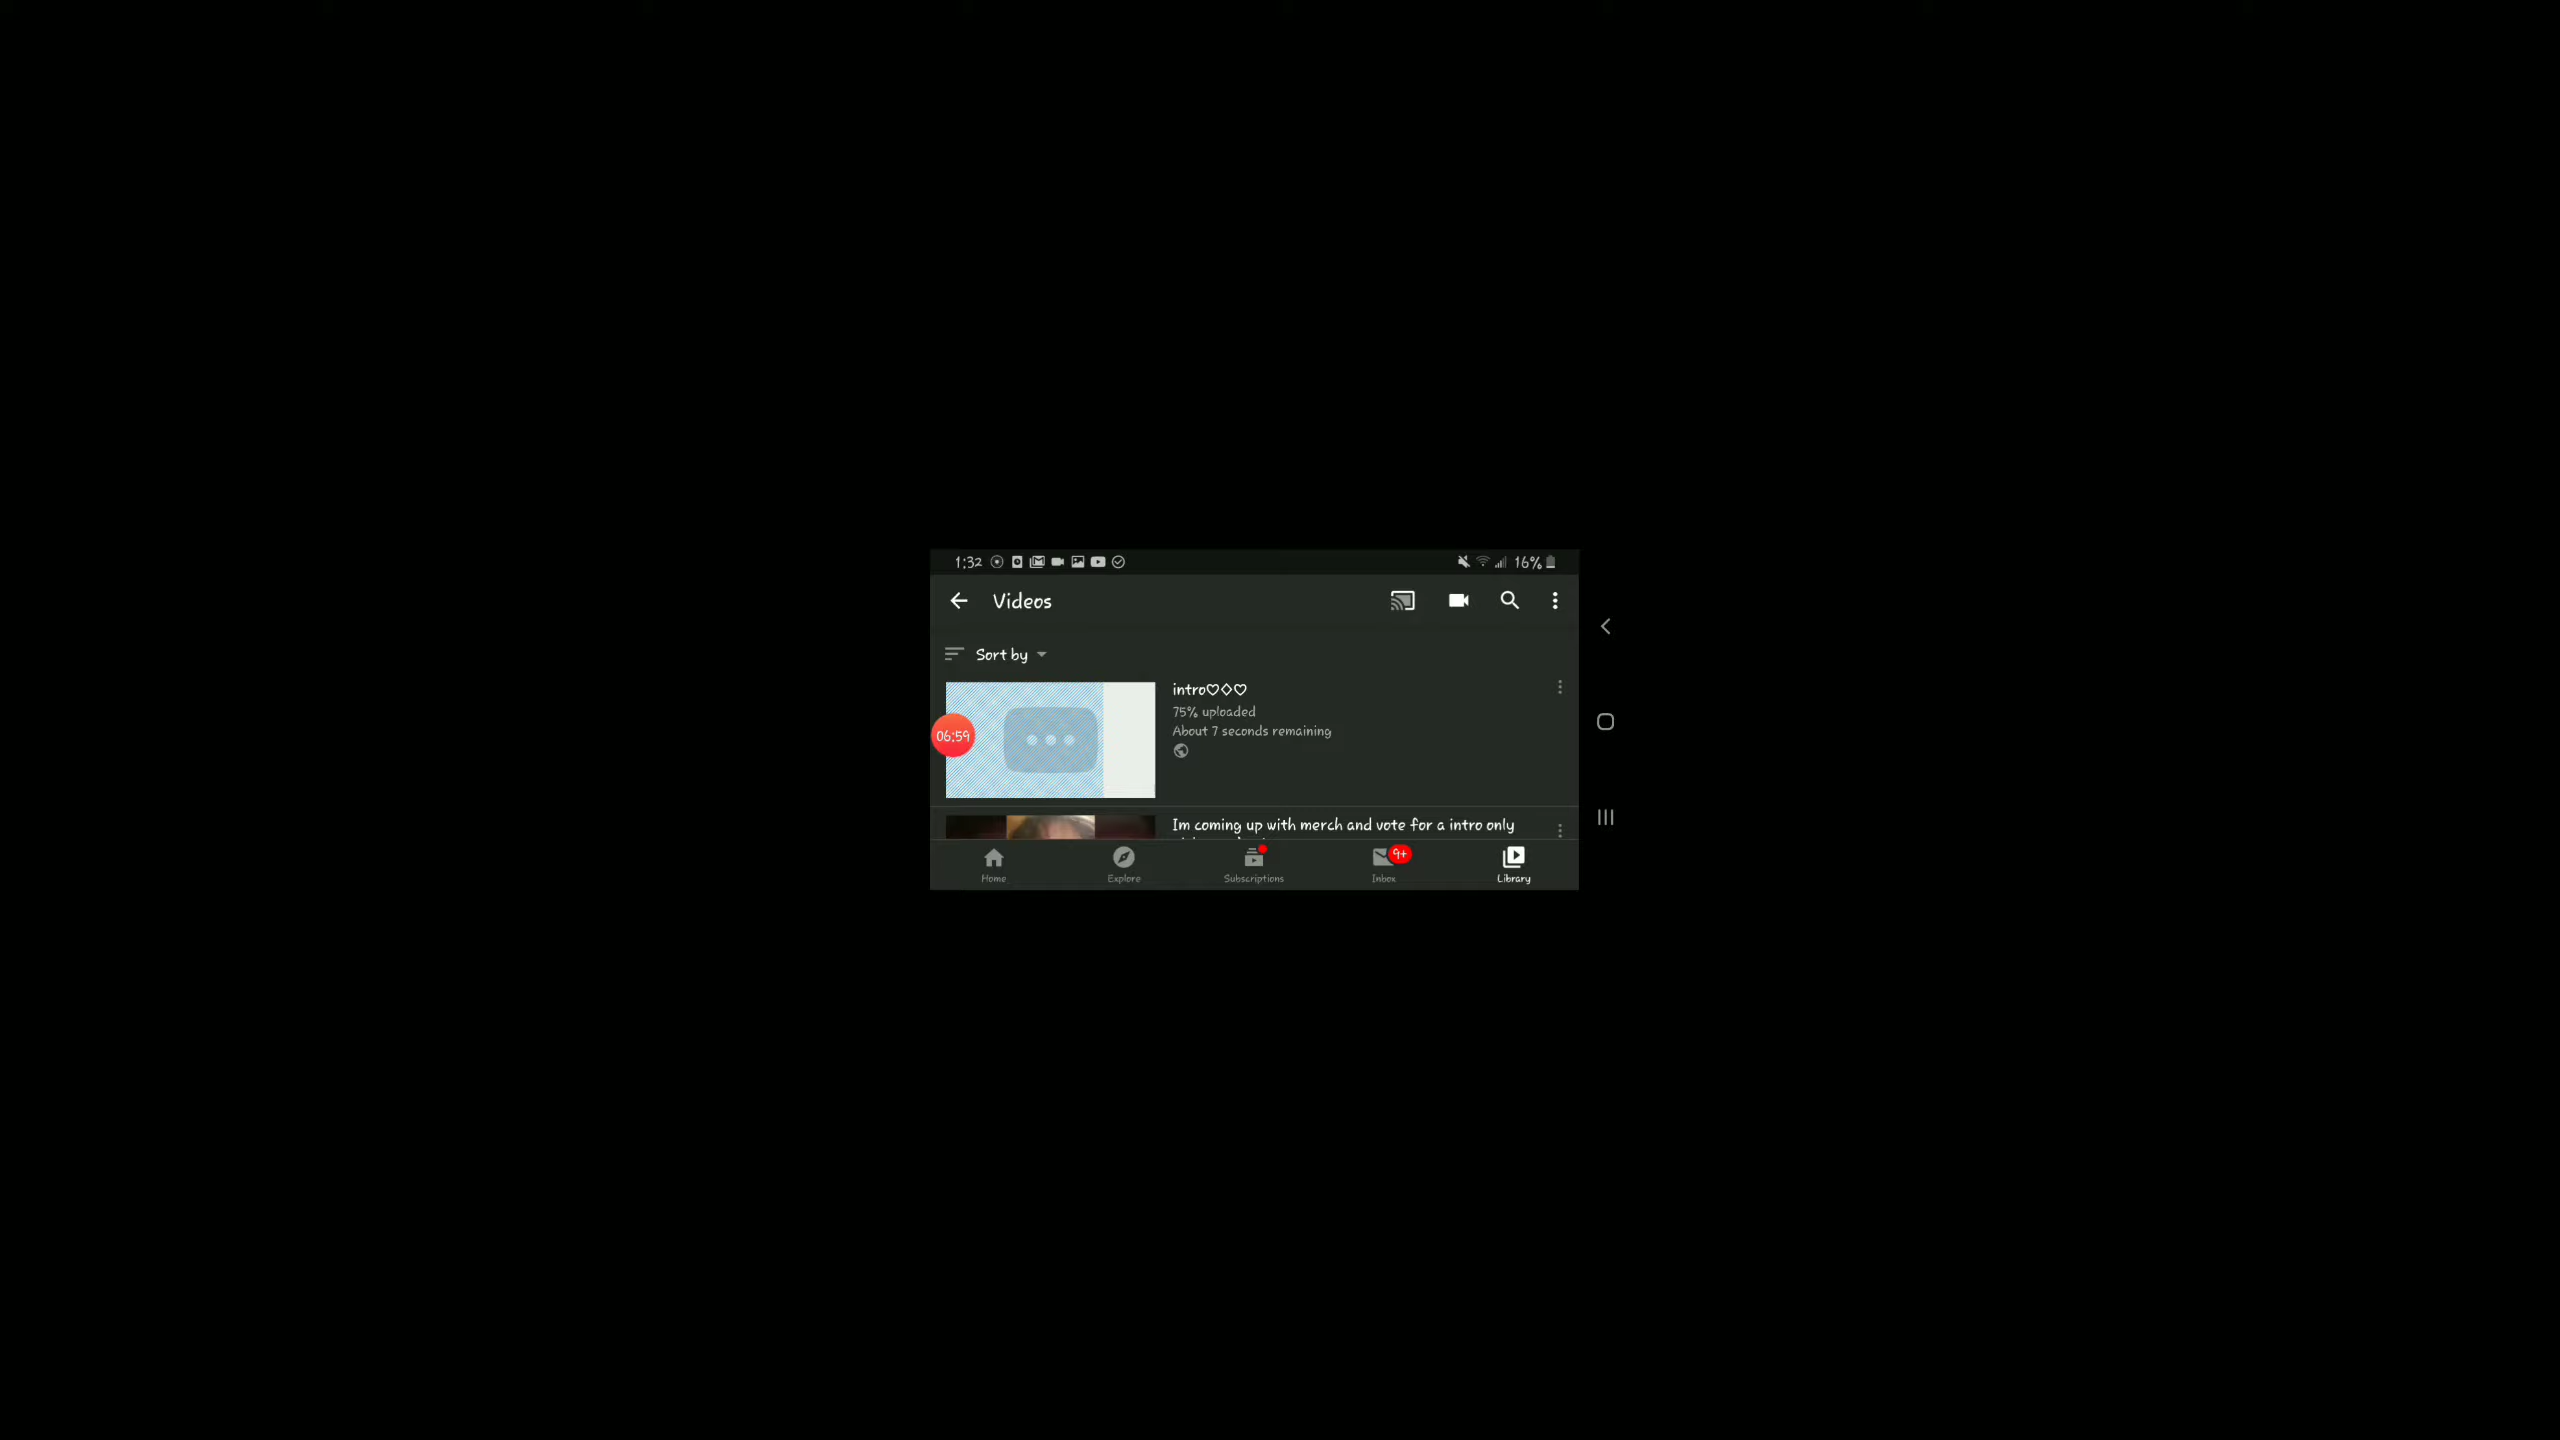 1:32
16%
Videos
Sort by
intro♡◇♡
75% uploaded
About 7 seconds remaining
06:59
Im coming up with merch and vote for a intro only
9+
Home
Explore
Subscriptions
Inbox
Library